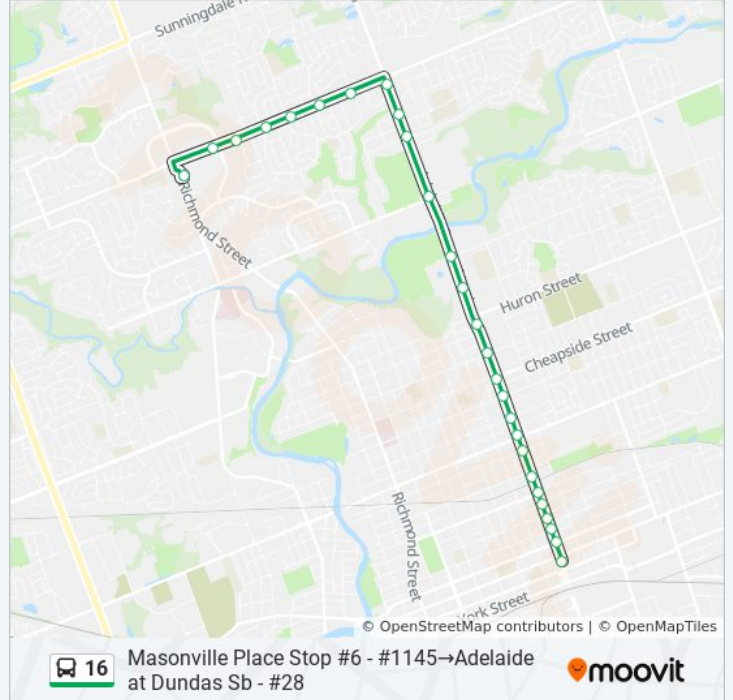 Sunningdale R
Richmond Street
Huron Street
Cheapside Street
Richmond Street
York Street
© OpenStreetMap contributors | © OpenMapTiles
16
Masonville Place Stop #6 - #1145→Adelaide
at Dundas Sb - #28
moovit